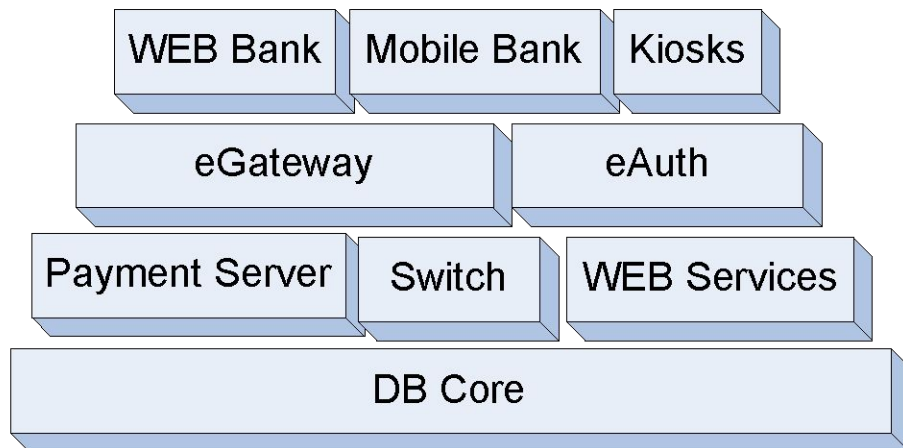 WEB Bank Mobile Bank Kiosks
eGateway eAuth
Payment Server Switch WEB Services
DB Core